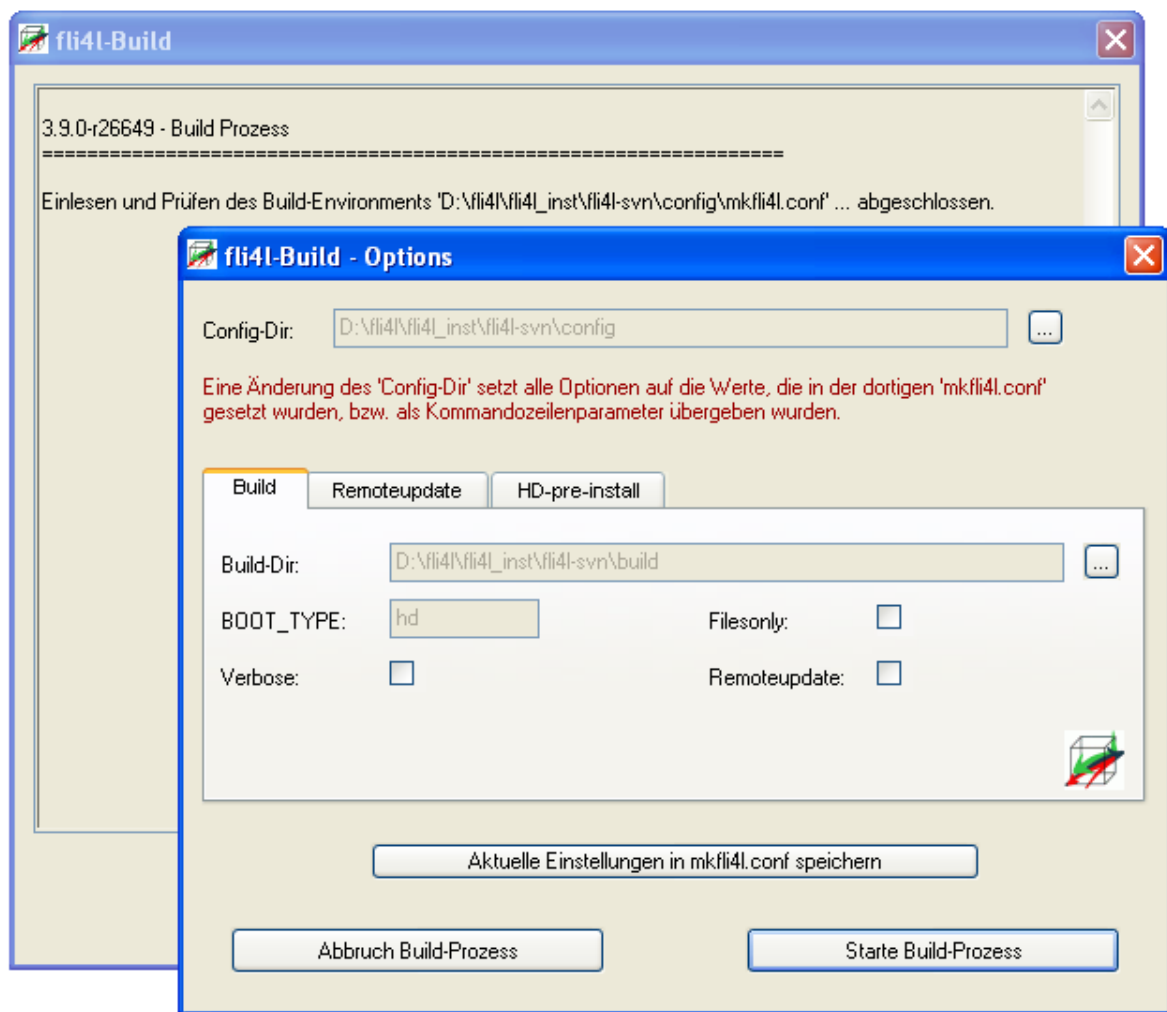 fli4l-Build
3.9.0-r26649 - Build Prozess
==================================================================
Einlesen und Prüfen des Build-Environments 'D:\fli4l\fli4l_inst\fli4l-svn\config\mkfli4l.conf' ... abgeschlossen.
fli4l-Build - Options
Config-Dir: D:\fli4l\fli4l_inst\fli4l-svn\config ...
Eine Änderung des 'Config-Dir' setzt alle Optionen auf die Werte, die in der dortigen 'mkfli4l.conf'
gesetzt wurden, bzw. als Kommandozeilenparameter übergeben wurden.
Build Remoteupdate HD-pre-install
Build-Dir: D:\fli4l\fli4l_inst\fli4l-svn\build ...
BOOT_TYPE: hd Filesonly:
Verbose: Remoteupdate:
Aktuelle Einstellungen in mkfli4l.conf speichern
Abbruch Build-Prozess Starte Build-Prozess